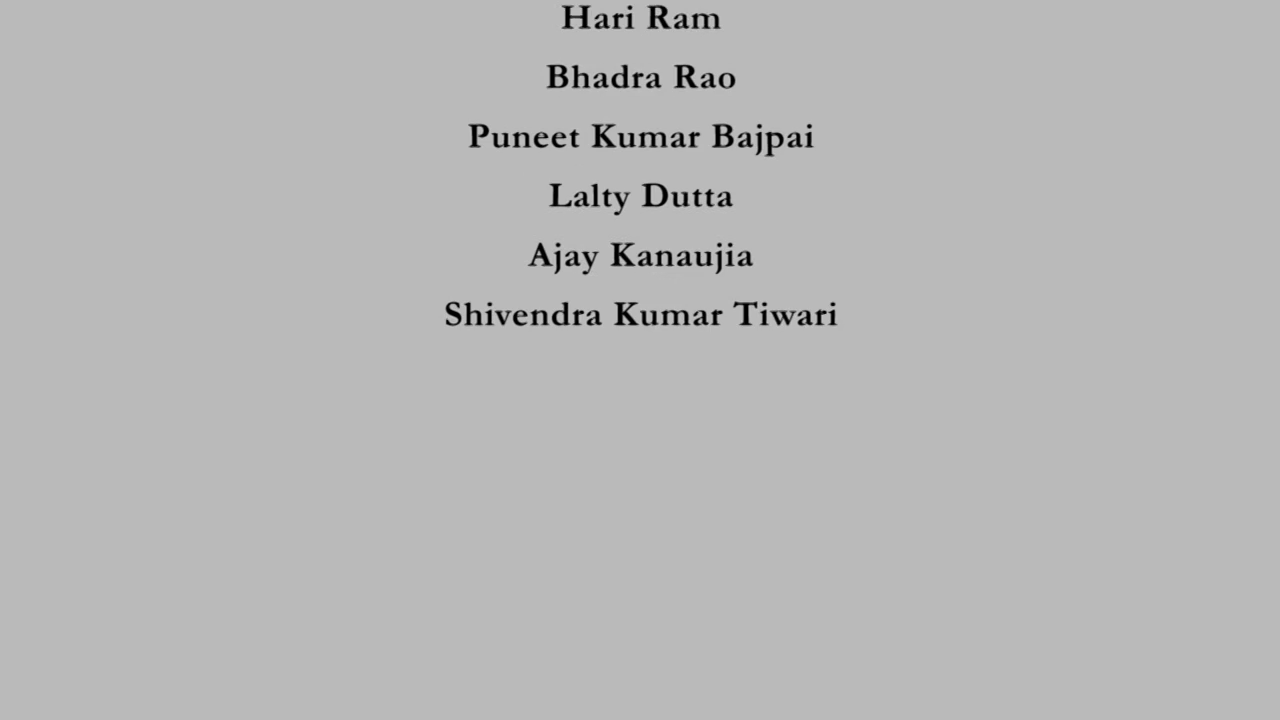 Hari Ram
Bhadra Rao
Puneet Kumar Bajpai
Lalty Dutta
Ajay Kanaujia
Shivendra Kumar Tiwari